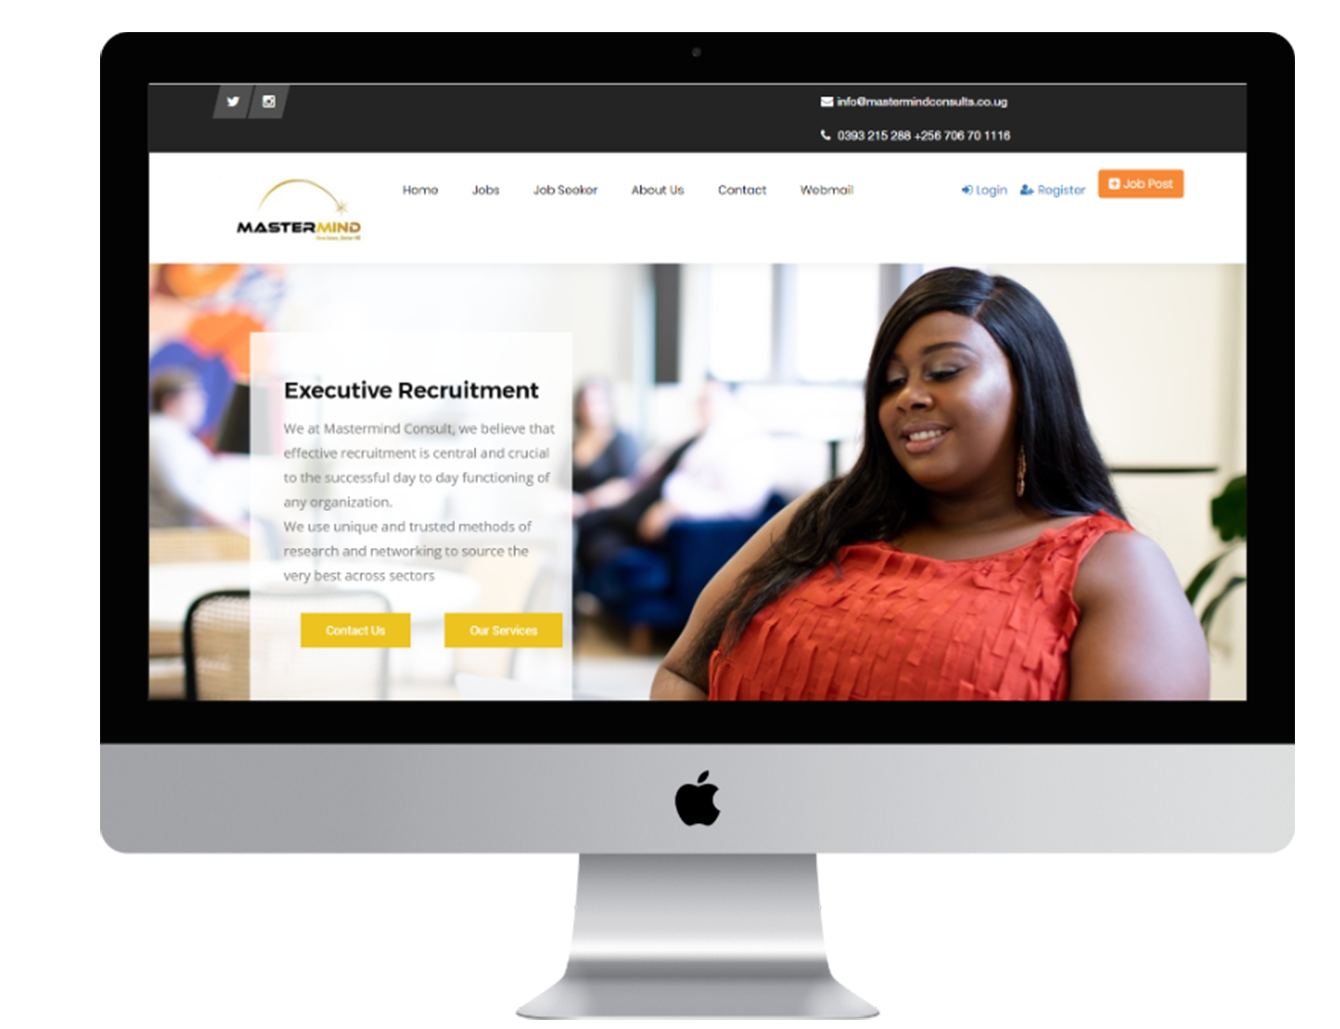 info@mastermindconsults.co.ug
0393 215 288 +256 706 70 1116
Home Jobs Job Seeker About Us Contact Webmail Login Register Job Post
MASTERMIND
Executive Recruitment
We at Mastermind Consult, we believe that
effective recruitment is central and crucial
to the successful day to day functioning of
any organization.
We use unique and trusted methods of
research and networking to source the
very best across sectors
Contact Us Our Services